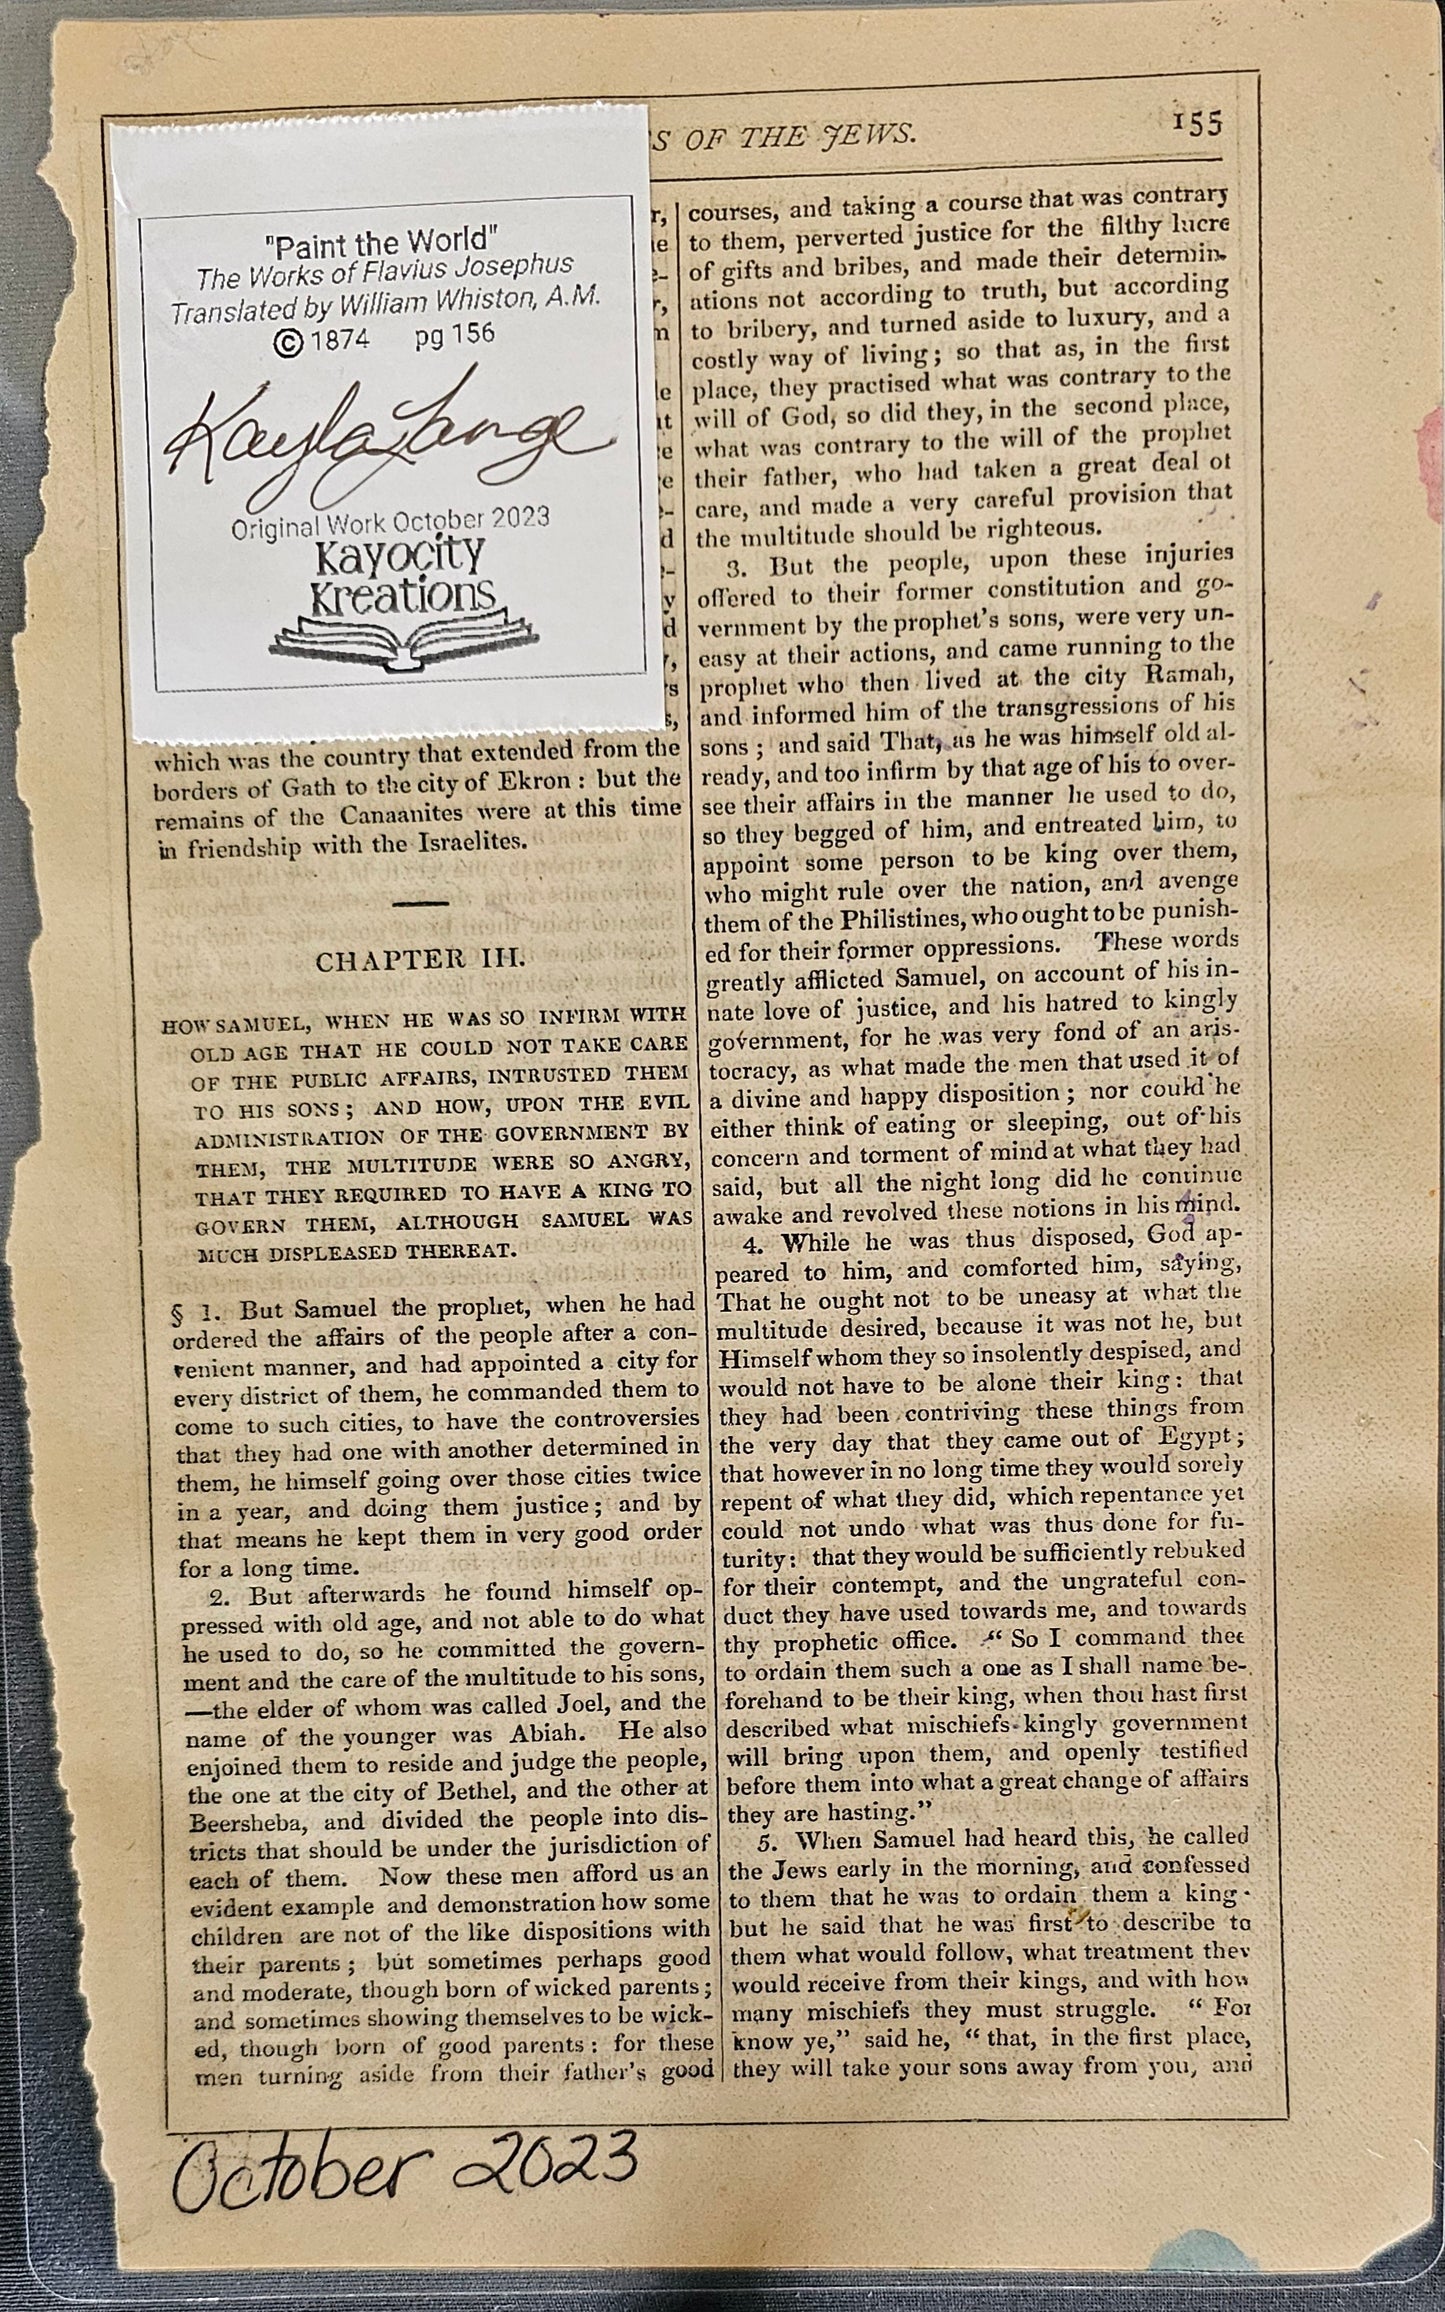 S OF THE JEWS.
155
"Paint the World"
The Works of Flavius Josephus
Translated by William Whiston, A.M.
© 1874 pg 156
Kayla Lange
Original Work October 2023
Kayocity
Kreations
r,
e-
r,
e-
d
y
d
r,
s
s,
which was the country that extended from the
borders of Gath to the city of Ekron: but the
remains of the Canaanites were at this time
in friendship with the Israelites.
CHAPTER III.
HOW SAMUEL, WHEN HE WAS SO INFIRM WITH
OLD AGE THAT HE COULD NOT TAKE CARE
OF THE PUBLIC AFFAIRS, INTRUSTED THEM
TO HIS SONS; AND HOW, UPON THE EVIL
ADMINISTRATION OF THE GOVERNMENT BY
THEM, THE MULTITUDE WERE SO ANGRY,
THAT THEY REQUIRED TO HAVE A KING TO
GOVERN THEM, ALTHOUGH SAMUEL WAS
MUCH DISPLEASED THEREAT.
§ 1. But Samuel the prophet, when he had
ordered the affairs of the people after a con-
venient manner, and had appointed a city for
every district of them, he commanded them to
come to such cities, to have the controversies
that they had one with another determined in
them, he himself going over those cities twice
in a year, and doing them justice; and by
that means he kept them in very good order
for a long time.
2. But afterwards he found himself op-
pressed with old age, and not able to do what
he used to do, so he committed the govern-
ment and the care of the multitude to his sons,
—the elder of whom was called Joel, and the
name of the younger was Abiah. He also
enjoined them to reside and judge the people,
the one at the city of Bethel, and the other at
Beersheba, and divided the people into dis-
tricts that should be under the jurisdiction of
each of them. Now these men afford us an
evident example and demonstration how some
children are not of the like dispositions with
their parents; but sometimes perhaps good
and moderate, though born of wicked parents;
and sometimes showing themselves to be wick-
ed, though born of good parents: for these
men turning aside from their father's good
courses, and taking a course that was contrary
to them, perverted justice for the filthy lucre
of gifts and bribes, and made their determin-
ations not according to truth, but according
to bribery, and turned aside to luxury, and a
costly way of living; so that as, in the first
place, they practised what was contrary to the
will of God, so did they, in the second place,
what was contrary to the will of the prophet
their father, who had taken a great deal of
care, and made a very careful provision that
the multitude should be righteous.
3. But the people, upon these injuries
offered to their former constitution and go-
vernment by the prophet's sons, were very un-
easy at their actions, and came running to the
prophet who then lived at the city Ramah,
and informed him of the transgressions of his
sons; and said That, as he was himself old al-
ready, and too infirm by that age of his to over-
see their affairs in the manner he used to do,
so they begged of him, and entreated him, to
appoint some person to be king over them,
who might rule over the nation, and avenge
them of the Philistines, who ought to be punish-
ed for their former oppressions. These words
greatly afflicted Samuel, on account of his in-
nate love of justice, and his hatred to kingly
government, for he was very fond of an aris-
tocracy, as what made the men that used it of
a divine and happy disposition; nor could he
either think of eating or sleeping, out of his
concern and torment of mind at what they had
said, but all the night long did he continue
awake and revolved these notions in his mind.
4. While he was thus disposed, God ap-
peared to him, and comforted him, saying,
That he ought not to be uneasy at what the
multitude desired, because it was not he, but
Himself whom they so insolently despised, and
would not have to be alone their king: that
they had been contriving these things from
the very day that they came out of Egypt;
that however in no long time they would sorely
repent of what they did, which repentance yet
could not undo what was thus done for fu-
turity: that they would be sufficiently rebuked
for their contempt, and the ungrateful con-
duct they have used towards me, and towards
thy prophetic office. "So I command thee
to ordain them such a one as I shall name be-
forehand to be their king, when thou hast first
described what mischiefs kingly government
will bring upon them, and openly testified
before them into what a great change of affairs
they are hasting."
5. When Samuel had heard this, he called
the Jews early in the morning, and confessed
to them that he was to ordain them a king
but he said that he was first to describe to
them what would follow, what treatment they
would receive from their kings, and with how
many mischiefs they must struggle. "For
know ye," said he, "that, in the first place,
they will take your sons away from you, and
October 2023